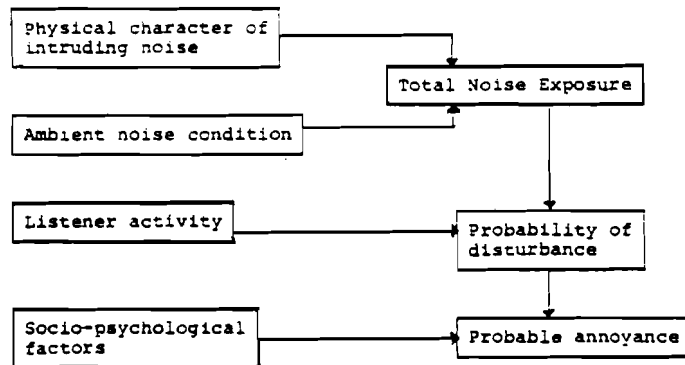 Physical character of
intruding noise
Total Noise Exposure
Ambient noise condition
Listener activity
Probability of
disturbance
Socio-psychological
factors
Probable annoyance